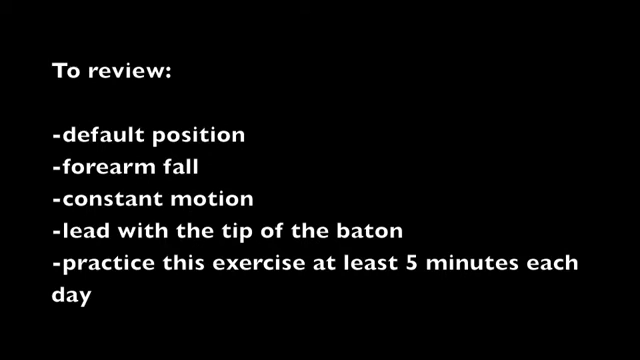 To review:
-default position
-forearm fall
-constant motion
-lead with the tip of the baton
-practice this exercise at least 5 minutes each
day